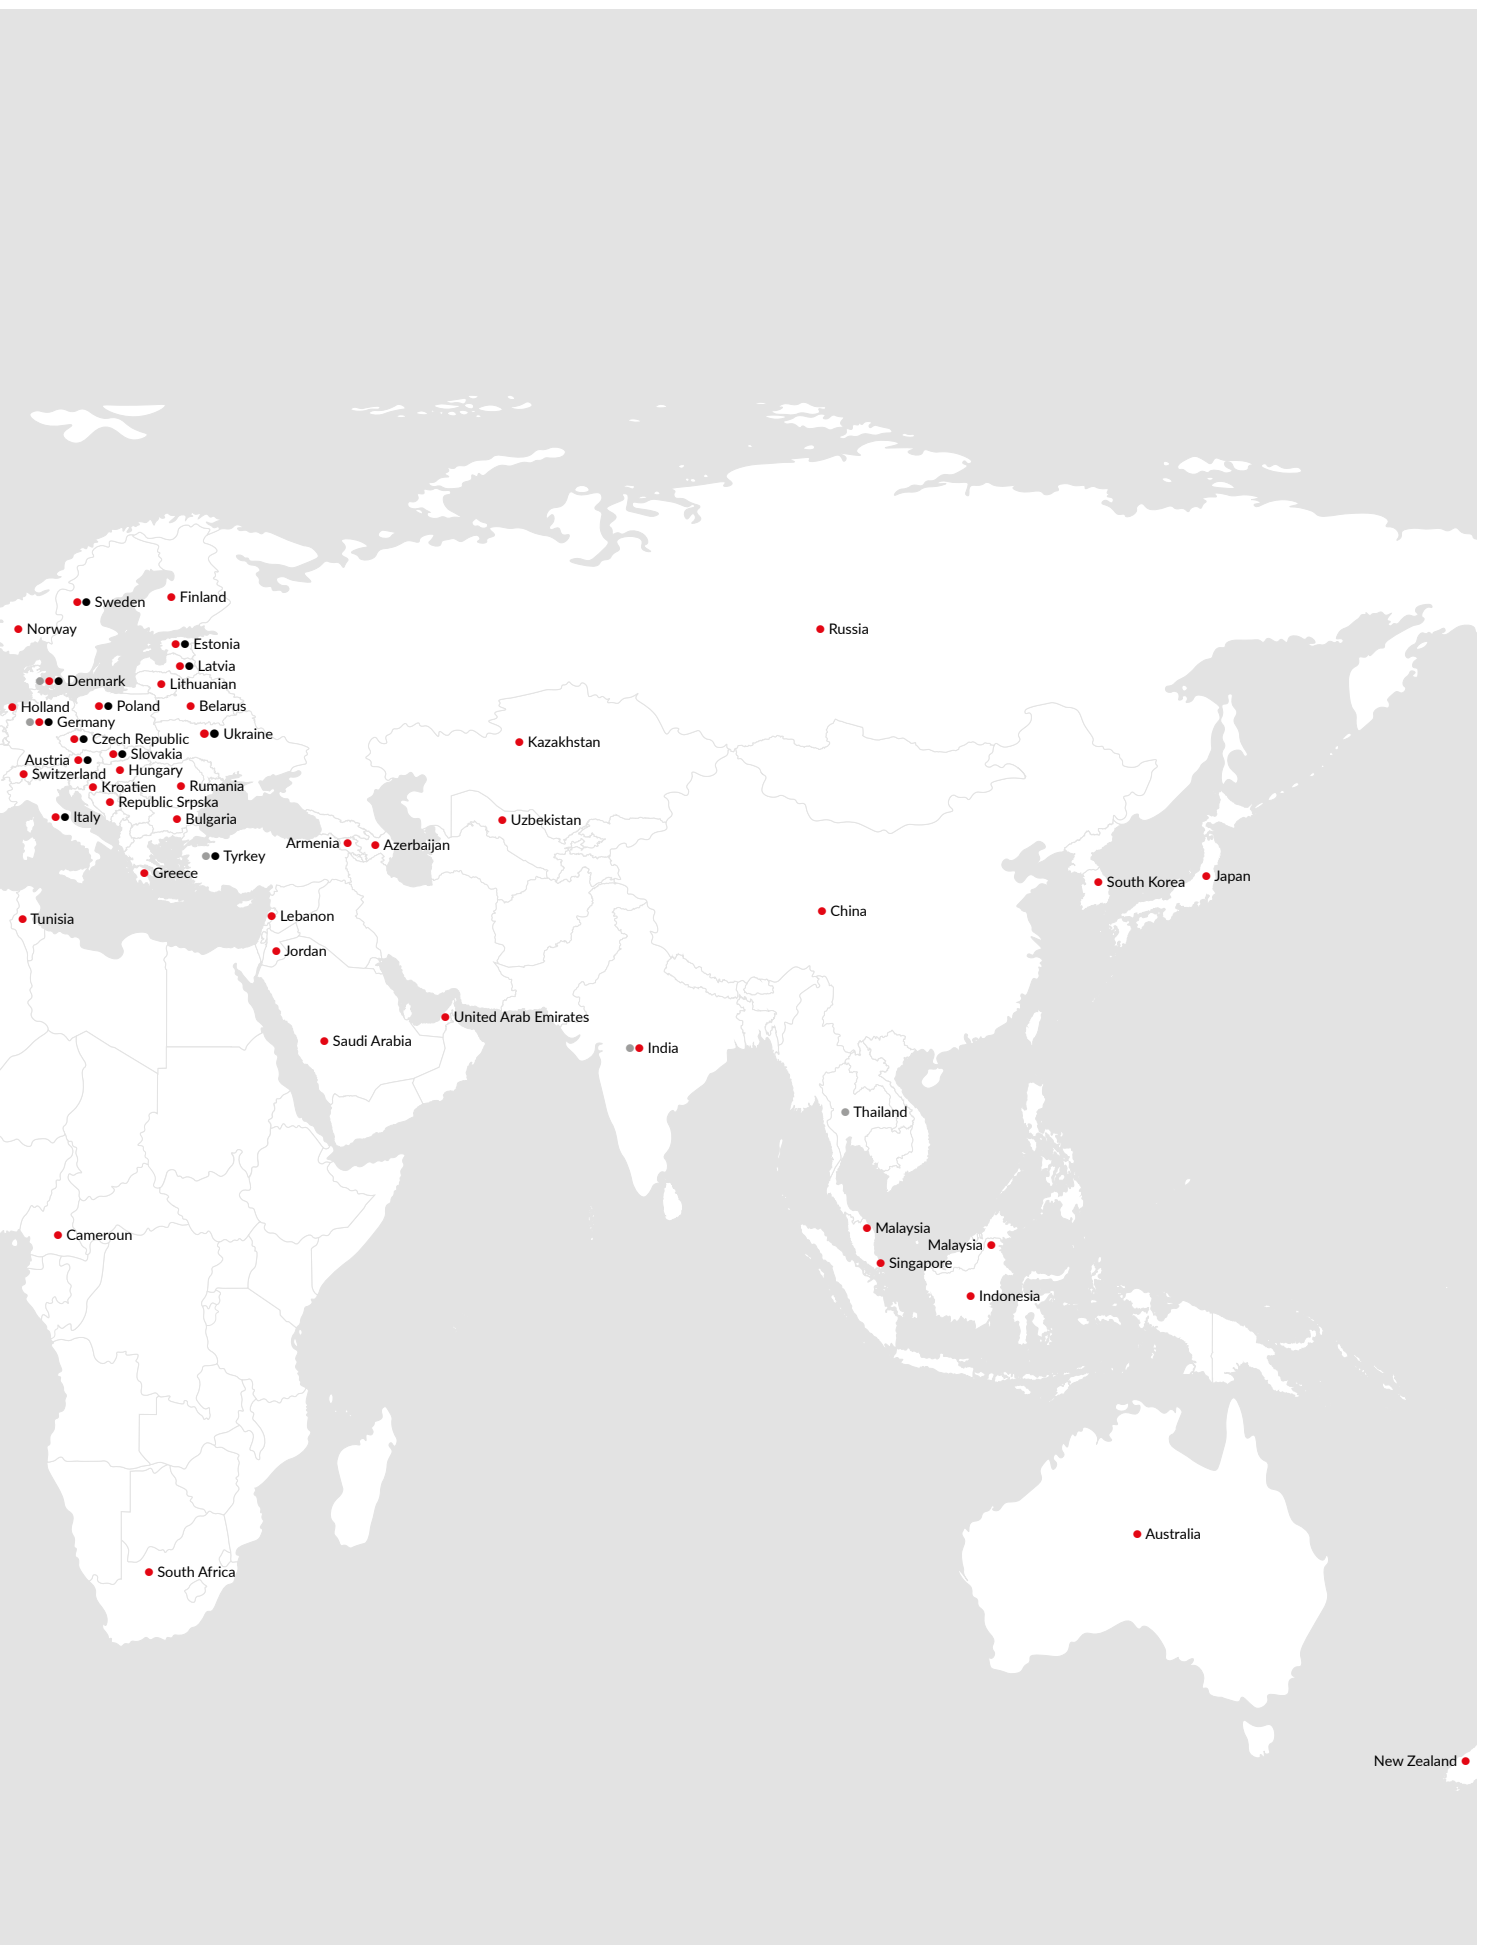 Finland
Sweden
Norway
Russia
Estonia
Latvia
Denmark
Lithuanian
Holland
Poland
Belarus
Germany
Ukraine
Czech Republic
Kazakhstan
Slovakia
Austria
Hungary
Switzerland
Kroatien
Rumania
Republic Srpska
Italy
Bulgaria
Uzbekistan
Armenia
Azerbaijan
Tyrkey
Greece
Japan
South Korea
China
Lebanon
Tunisia
Jordan
United Arab Emirates
Saudi Arabia
India
Thailand
Malaysia
Cameroun
Malaysia
Singapore
Indonesia
Australia
South Africa
New Zealand